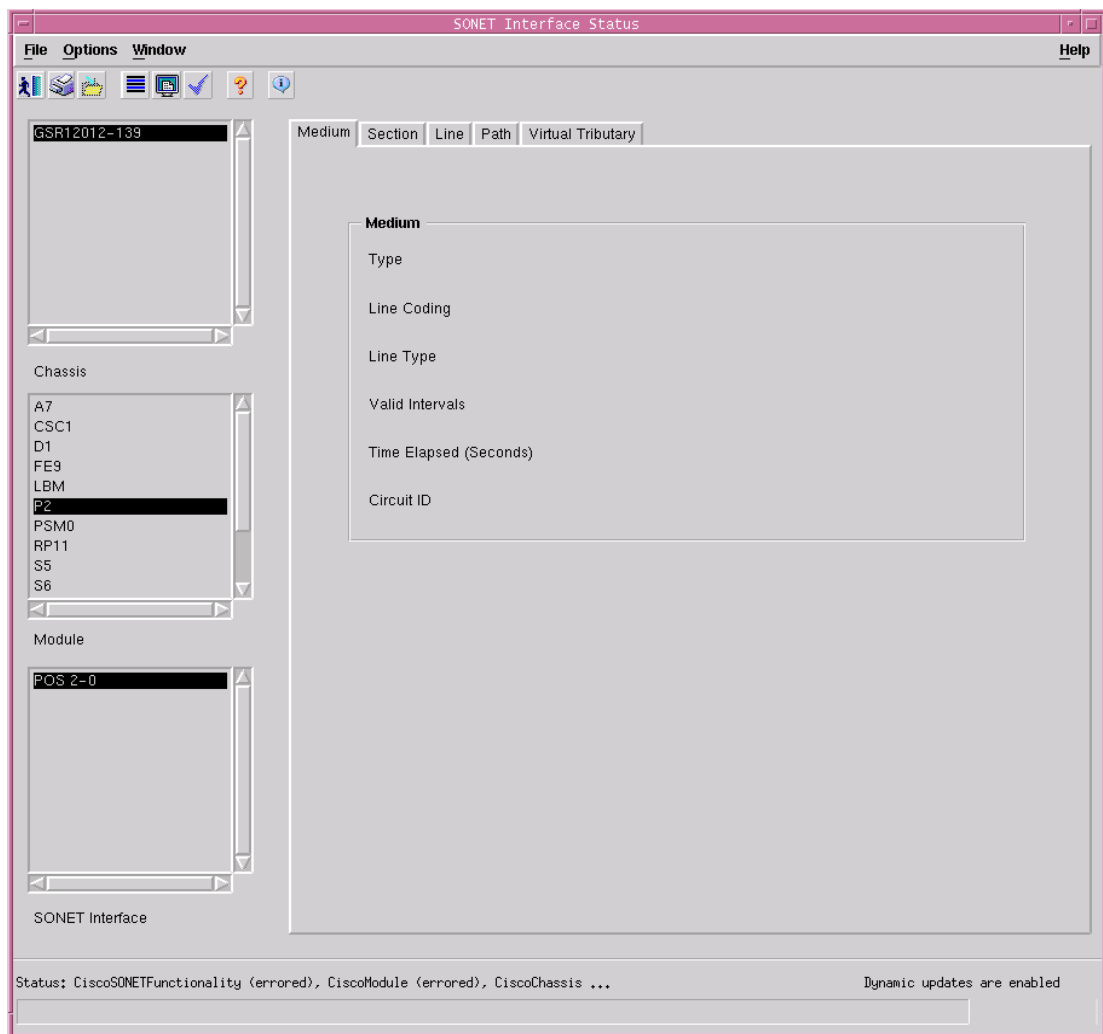 SONET Interface Status
File Options Window Help
GSR12012-139
Chassis
A7
CSC1
D1
FE9
LBM
P2
PSM0
RP11
S5
S6
Module
POS 2-0
SONET Interface
Medium Section Line Path Virtual Tributary
Medium
Type
Line Coding
Line Type
Valid Intervals
Time Elapsed (Seconds)
Circuit ID
Status: CiscoSONETFunctionality (errored), CiscoModule (errored), CiscoChassis ... Dynamic updates are enabled